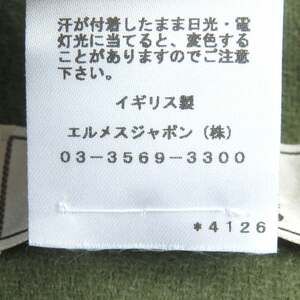 汗が付着したまま日光・電
灯光に当てると、変色する
ことがありますのでご注意
下さい。
イギリス製
エルメスジャポン（株）
03-3569-3300
*4126